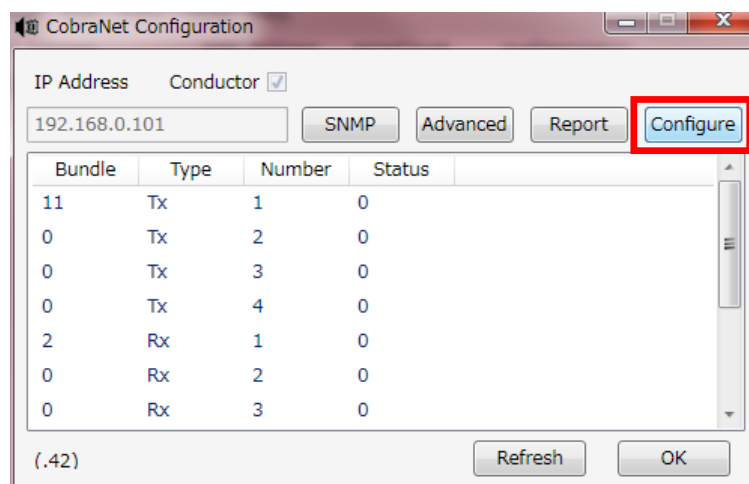 CobraNet Configuration
IP Address Conductor
192.168.0.101 SNMP Advanced Report Configure
Bundle Type Number Status
11 Tx 1 0
0 Tx 2 0
0 Tx 3 0
0 Tx 4 0
2 Rx 1 0
0 Rx 2 0
0 Rx 3 0
(.42) Refresh OK